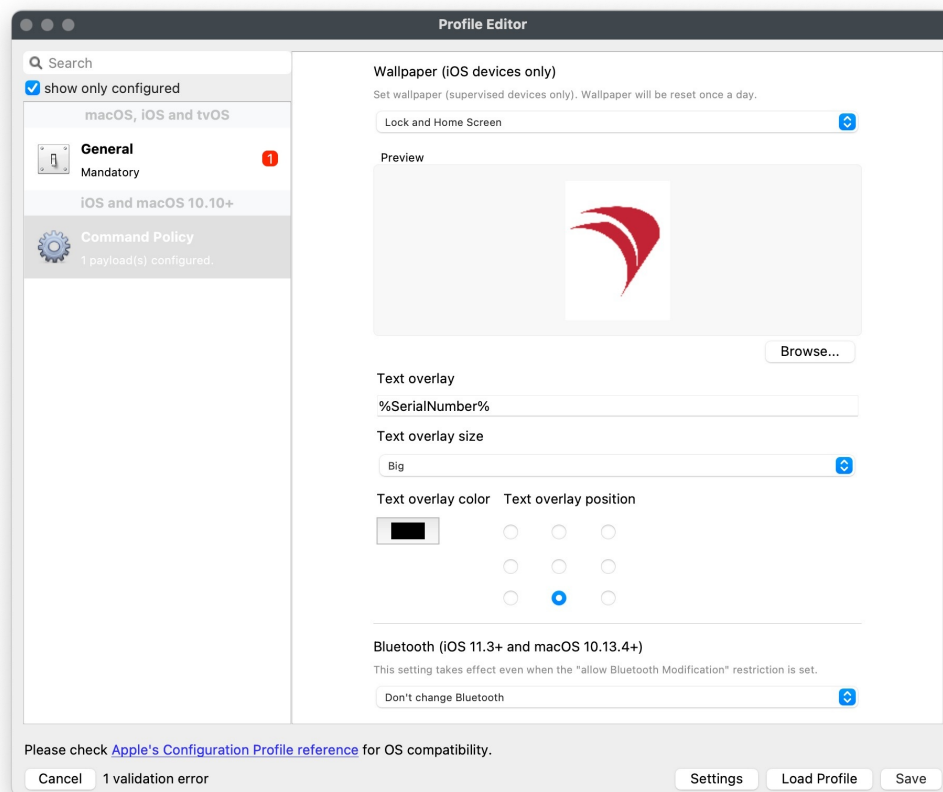 Profile Editor
Search
show only configured
macOS, iOS and tvOS
General
1
Mandatory
iOS and macOS 10.10+
Command Policy
1 payload(s) configured.
Wallpaper (iOS devices only)
Set wallpaper (supervised devices only). Wallpaper will be reset once a day.
Lock and Home Screen
Preview
Browse...
Text overlay
%SerialNumber%
Text overlay size
Big
Text overlay color Text overlay position
Bluetooth (iOS 11.3+ and macOS 10.13.4+)
This setting takes effect even when the "allow Bluetooth Modification" restriction is set.
Don't change Bluetooth
Please check Apple's Configuration Profile reference for OS compatibility.
Cancel 1 validation error Settings Load Profile Save